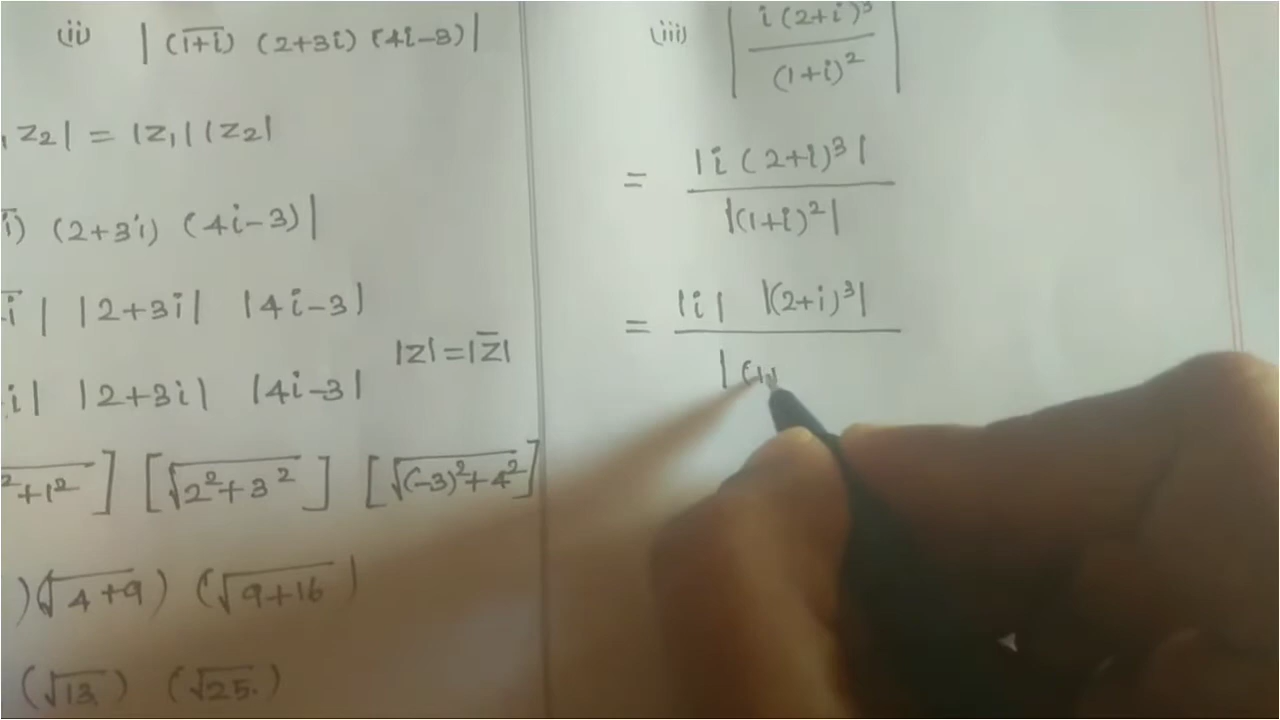 (ii) | (\overline{1+i}) (2+3i) (4i-3) |
z₂| = |z₁| |z₂|
i̅) (2+3i) (4i-3)|
i̅| |2+3i| |4i-3|
|z| = |z̅|
i| |2+3i| |4i-3|
²+1²] [√(2²+3²)] [√((-3)²+4²)]
)(√(4+9)) (√(9+16))
(√13) (√25)
(iii) | i(2+i)³ / (1+i)² |
= |i(2+i)³| / |(1+i)²|
= |i| |(2+i)³| / |(1